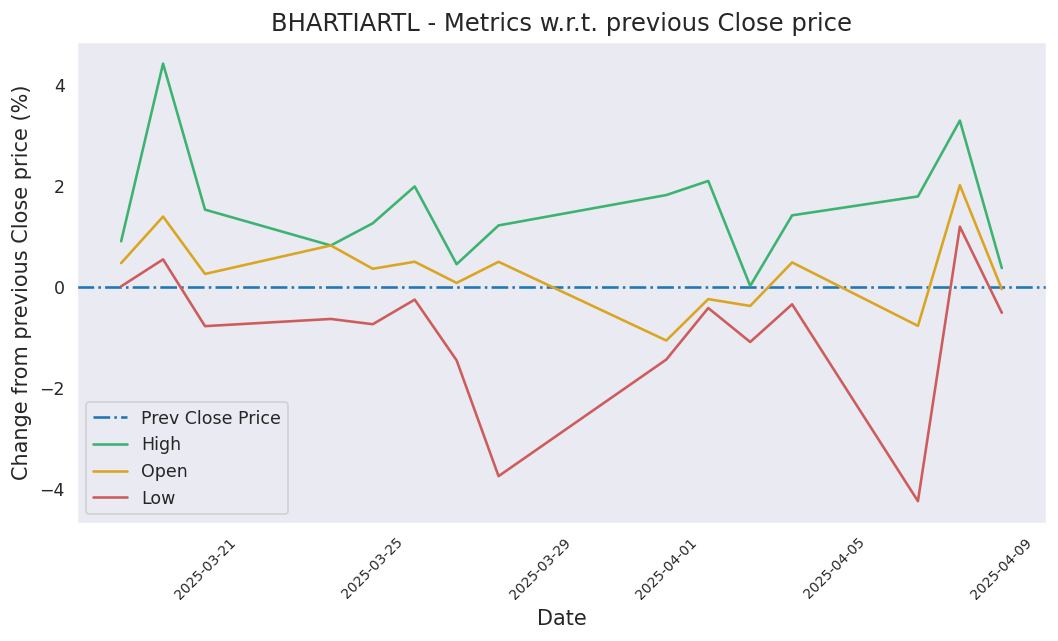 BHARTIARTL - Metrics w.r.t. previous Close price
Change from previous Close price (%)
4
2
0
−2
−4
Prev Close Price
High
Open
Low
2025-03-21
2025-03-25
2025-03-29
2025-04-01
2025-04-05
2025-04-09
Date